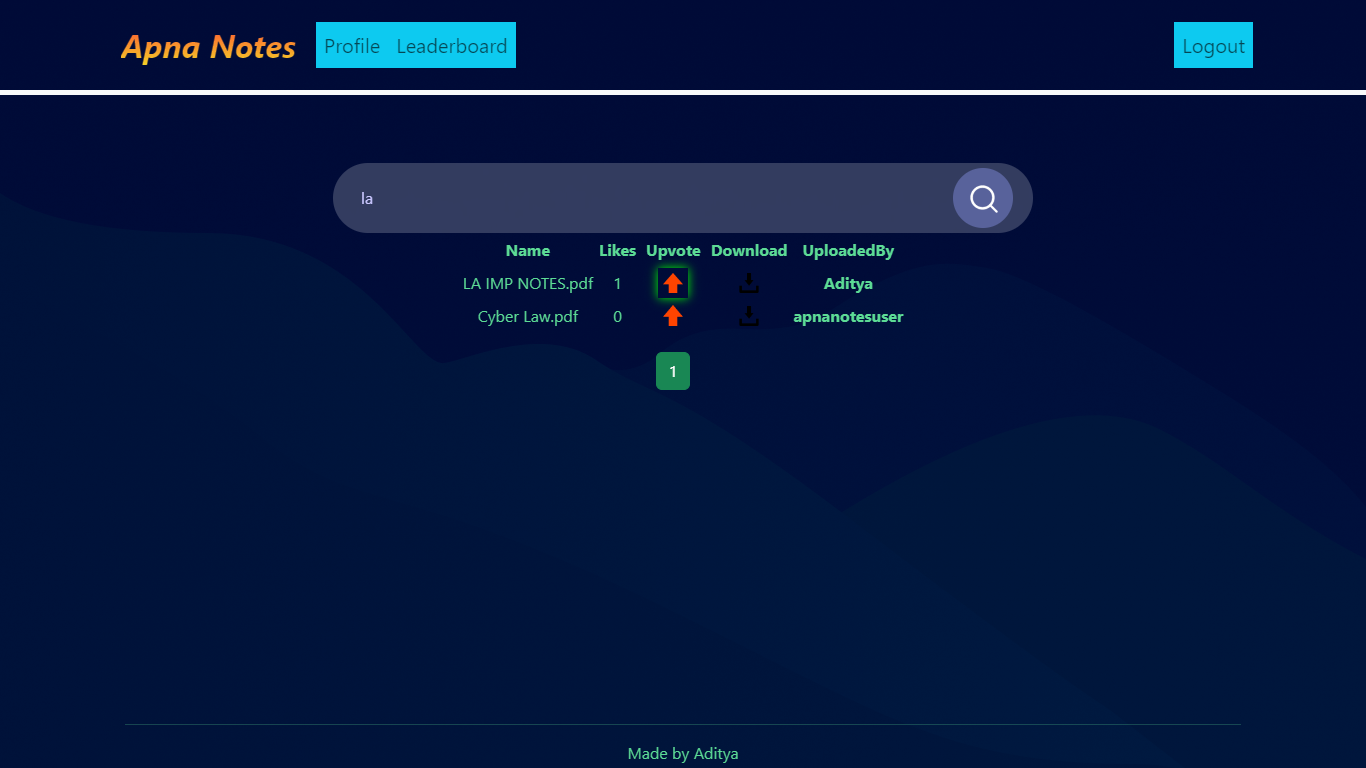 Apna Notes Profile Leaderboard Logout
la
Name Likes Upvote Download UploadedBy
LA IMP NOTES.pdf 1 Aditya
Cyber Law.pdf 0 apnanotesuser
1
Made by Aditya